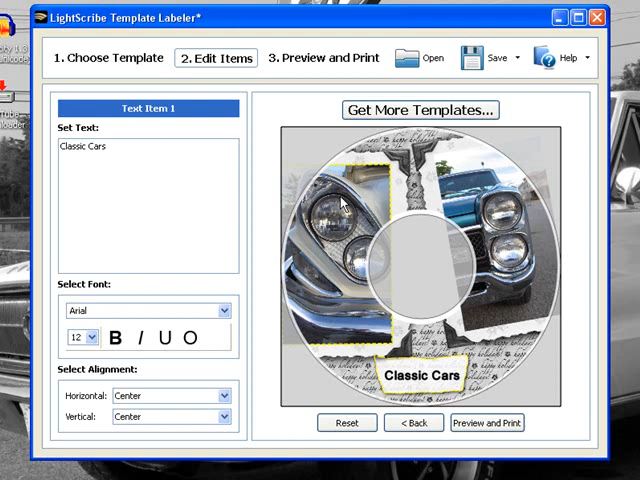 LightScribe Template Labeler*
1. Choose Template
2. Edit Items
3. Preview and Print
Open
Save
Help
Text Item 1
Set Text:
Classic Cars
Select Font:
Arial
12
B I U O
Select Alignment:
Horizontal: Center
Vertical: Center
Get More Templates...
happy holiday!
Classic Cars
Reset
< Back
Preview and Print